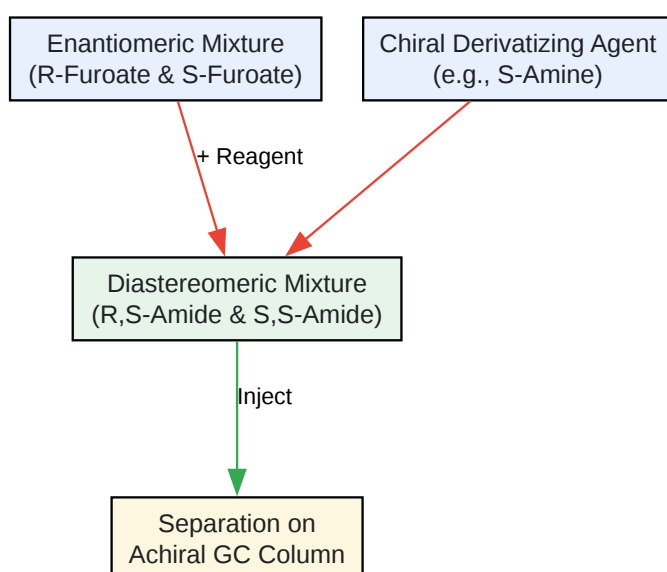 Enantiomeric Mixture
(R-Furoate & S-Furoate)
Chiral Derivatizing Agent
(e.g., S-Amine)
+ Reagent
Diastereomeric Mixture
(R,S-Amide & S,S-Amide)
Inject
Separation on
Achiral GC Column